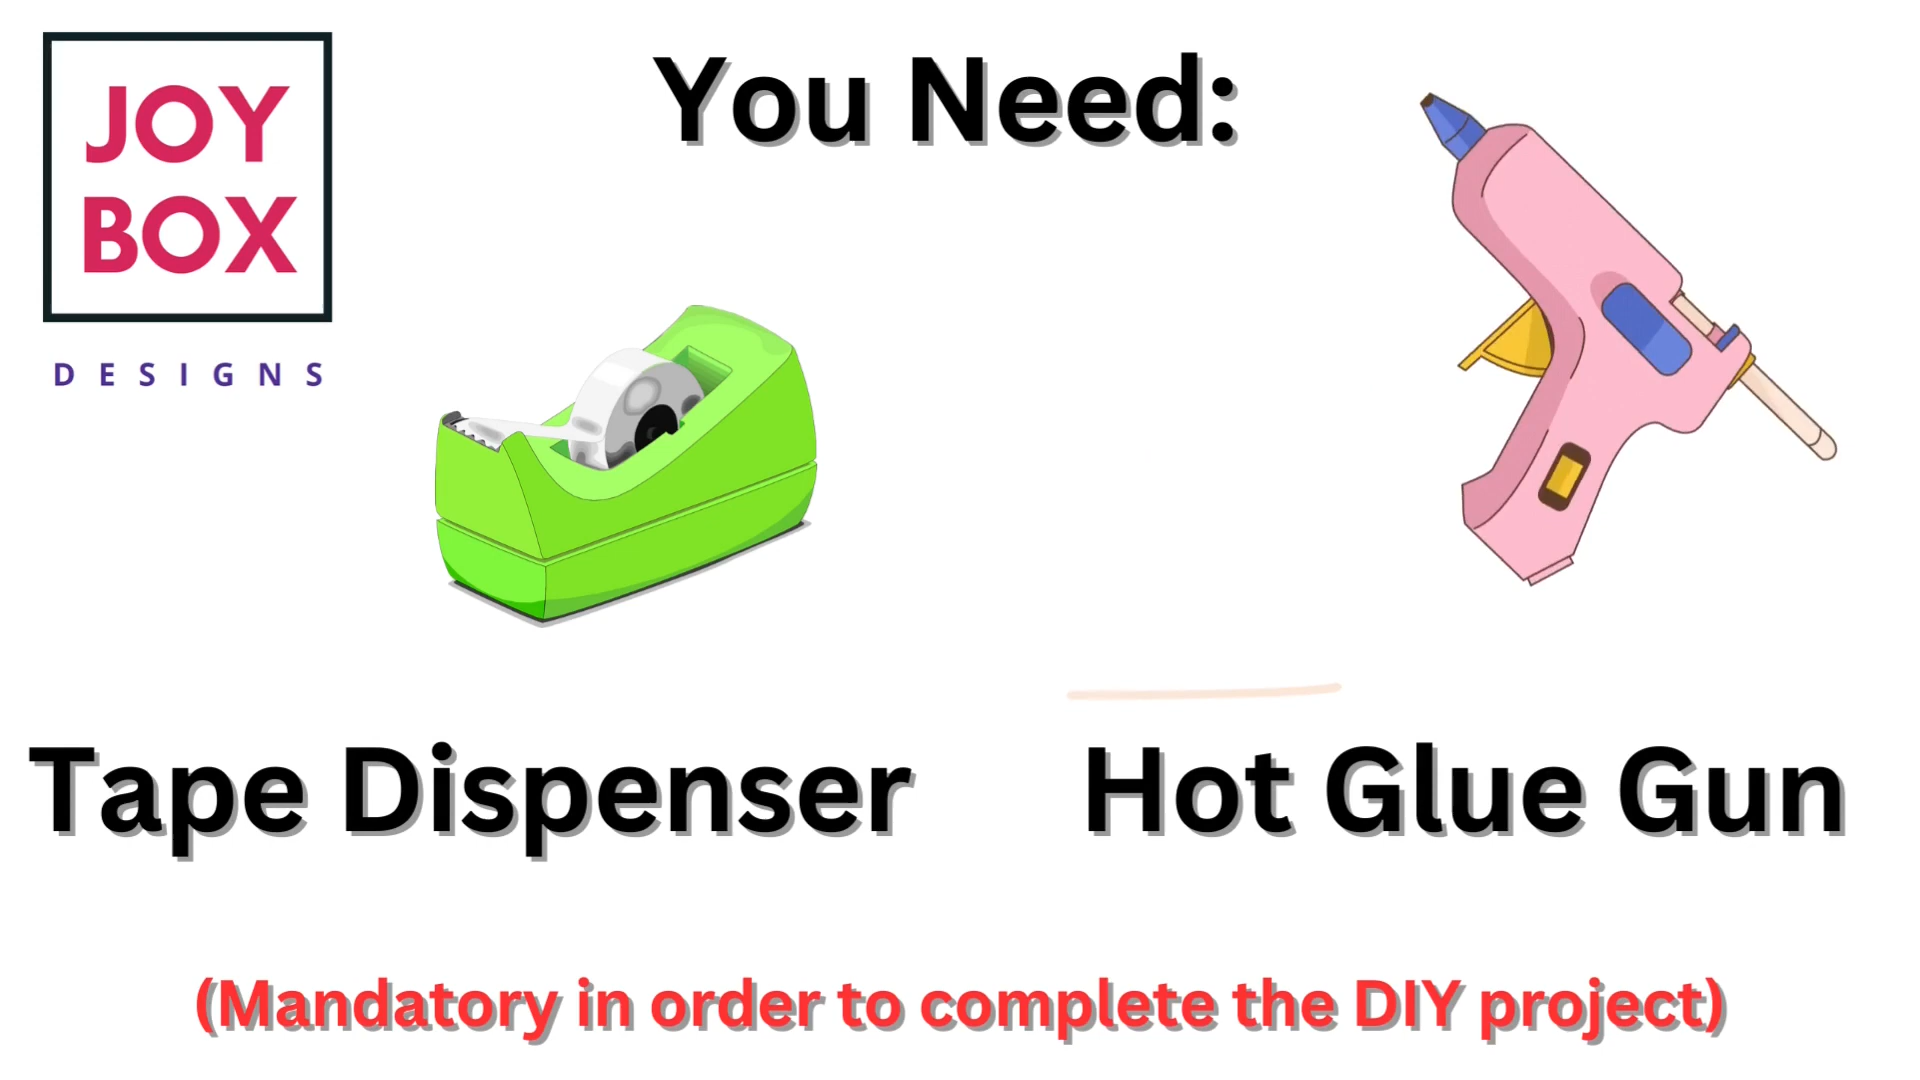 JOY
BOX
DESIGNS
You Need:
Tape Dispenser
Hot Glue Gun
(Mandatory in order to complete the DIY project)